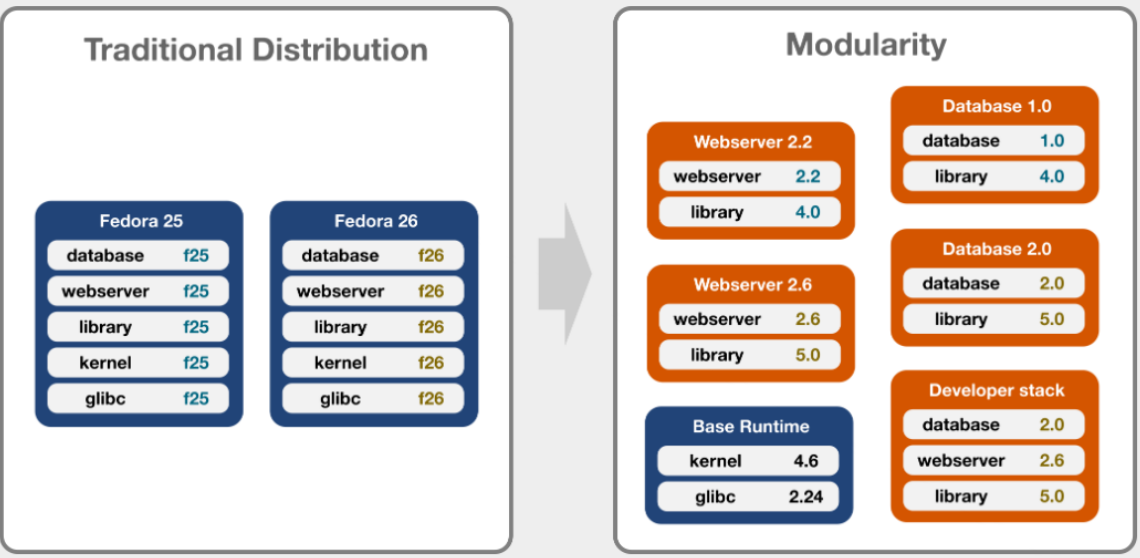 Traditional Distribution
Fedora 25
database f25
webserver f25
library f25
kernel f25
glibc f25
Fedora 26
database f26
webserver f26
library f26
kernel f26
glibc f26
Modularity
Webserver 2.2
webserver 2.2
library 4.0
Webserver 2.6
webserver 2.6
library 5.0
Base Runtime
kernel 4.6
glibc 2.24
Database 1.0
database 1.0
library 4.0
Database 2.0
database 2.0
library 5.0
Developer stack
database 2.0
webserver 2.6
library 5.0